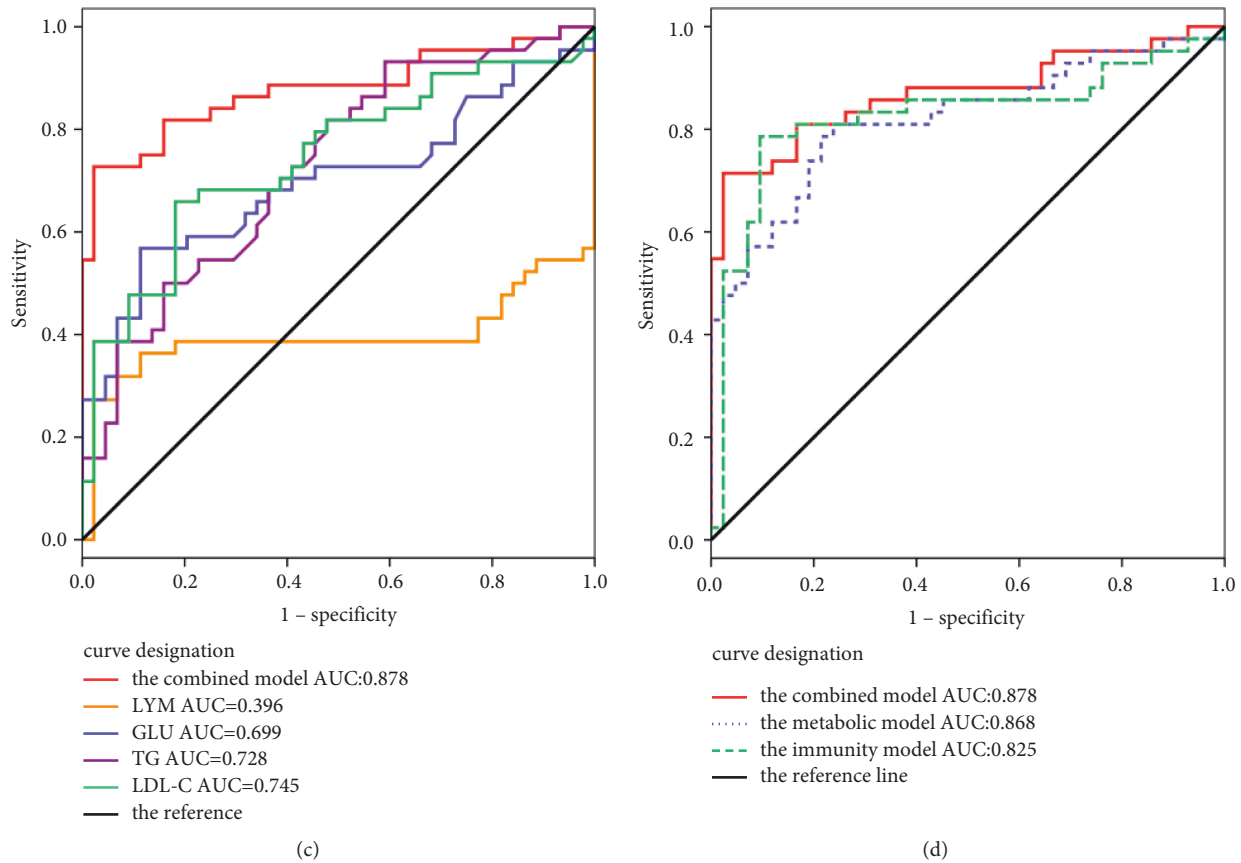 1.0
0.8
0.6
0.4
0.2
0.0
Sensitivity
0.0 0.2 0.4 0.6 0.8 1.0
1 – specificity
curve designation
the combined model AUC:0.878
LYM AUC=0.396
GLU AUC=0.699
TG AUC=0.728
LDL-C AUC=0.745
the reference
(c)
1.0
0.8
0.6
0.4
0.2
0.0
Sensitivity
0.0 0.2 0.4 0.6 0.8 1.0
1 – specificity
curve designation
the combined model AUC:0.878
the metabolic model AUC:0.868
the immunity model AUC:0.825
the reference line
(d)